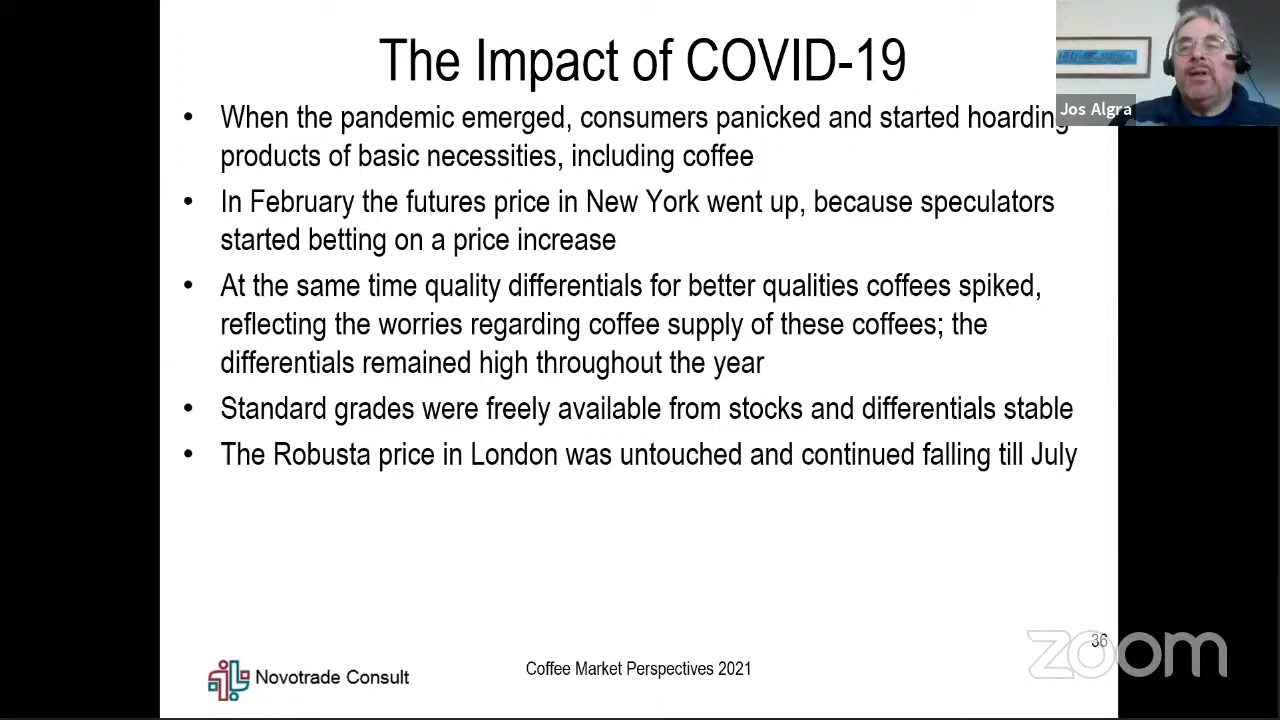 The Impact of COVID-19
Jos Algra
• When the pandemic emerged, consumers panicked and started hoarding
products of basic necessities, including coffee
• In February the futures price in New York went up, because speculators
started betting on a price increase
• At the same time quality differentials for better qualities coffees spiked,
reflecting the worries regarding coffee supply of these coffees; the
differentials remained high throughout the year
• Standard grades were freely available from stocks and differentials stable
• The Robusta price in London was untouched and continued falling till July
36
zoom
Novotrade Consult
Coffee Market Perspectives 2021